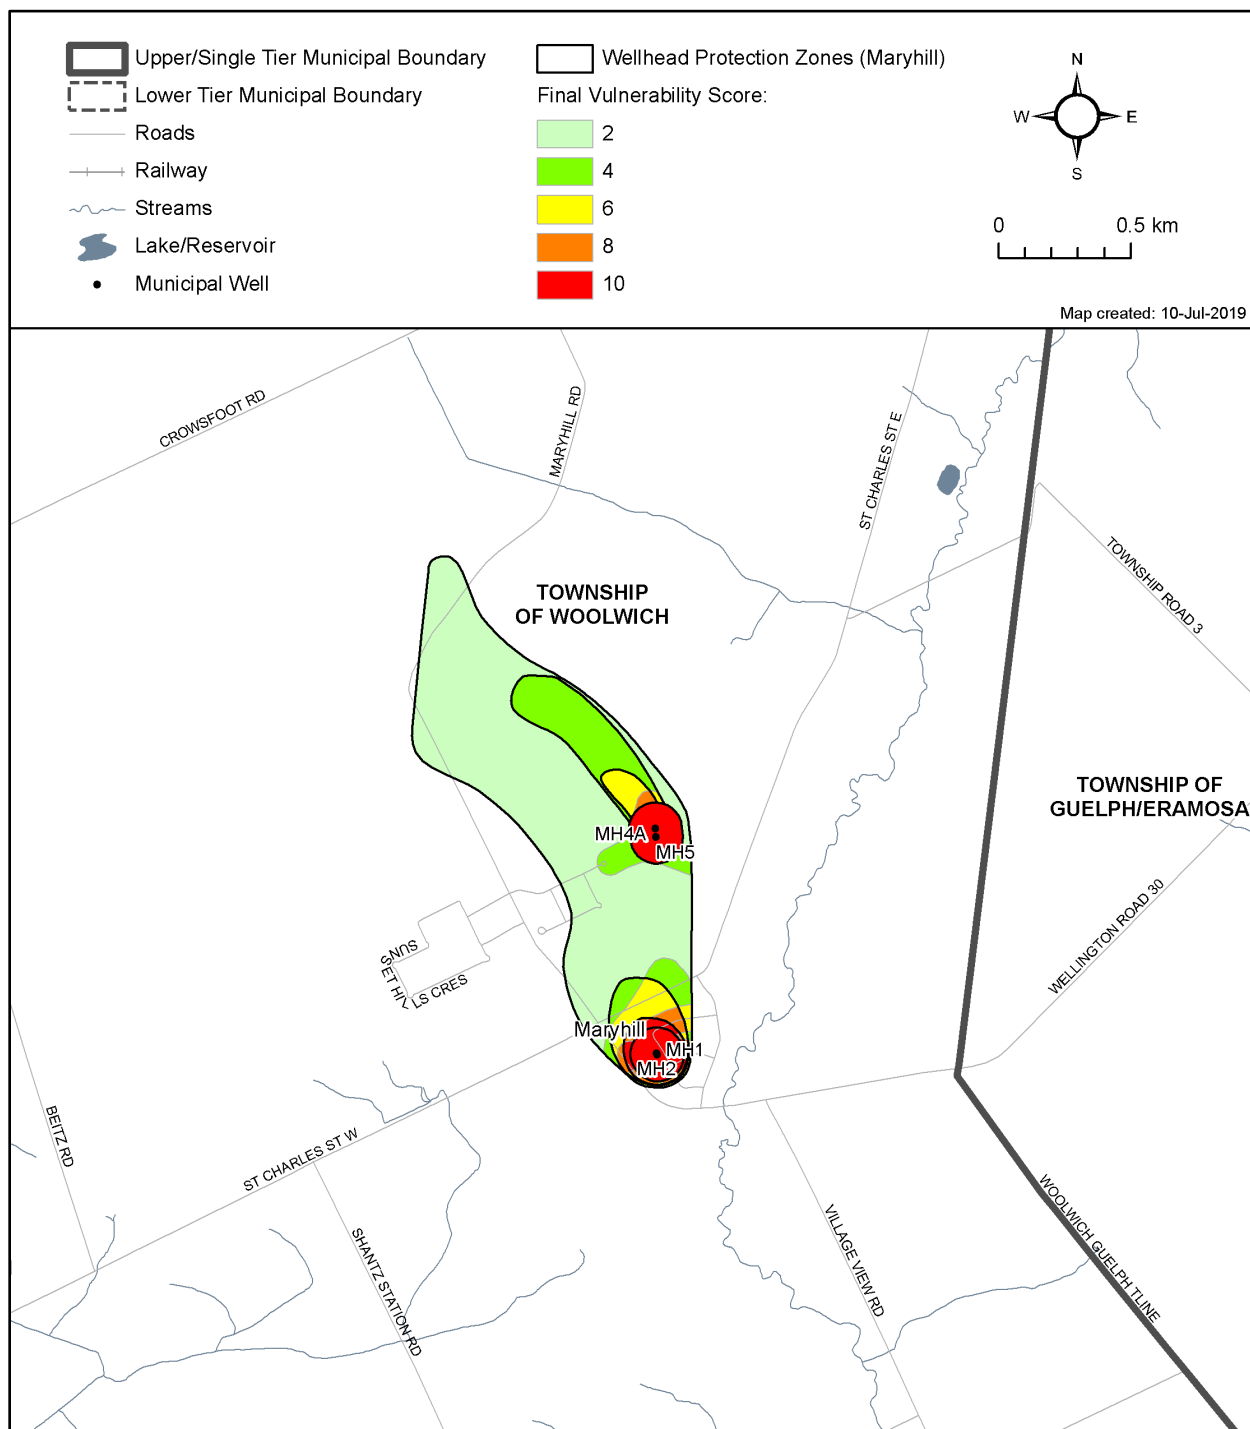 Upper/Single Tier Municipal Boundary
Lower Tier Municipal Boundary
Roads
Railway
Streams
Lake/Reservoir
Municipal Well
Wellhead Protection Zones (Maryhill)
Final Vulnerability Score:
2
4
6
8
10
N
W E
S
0 0.5 km
Map created: 10-Jul-2019
CROWSFOOT RD
MARYHILL RD
ST CHARLES ST E
TOWNSHIP ROAD 3
TOWNSHIP
OF WOOLWICH
TOWNSHIP OF
GUELPH/ERAMOSA
MH4A
MH5
WELLINGTON ROAD 30
SUNSET HILLS CRES
Maryhill
MH1
MH2
BEITZ RD
ST CHARLES ST W
SHANTZ STATION RD
VILLAGE VIEW RD
WOOLWICH GUELPH TLINE